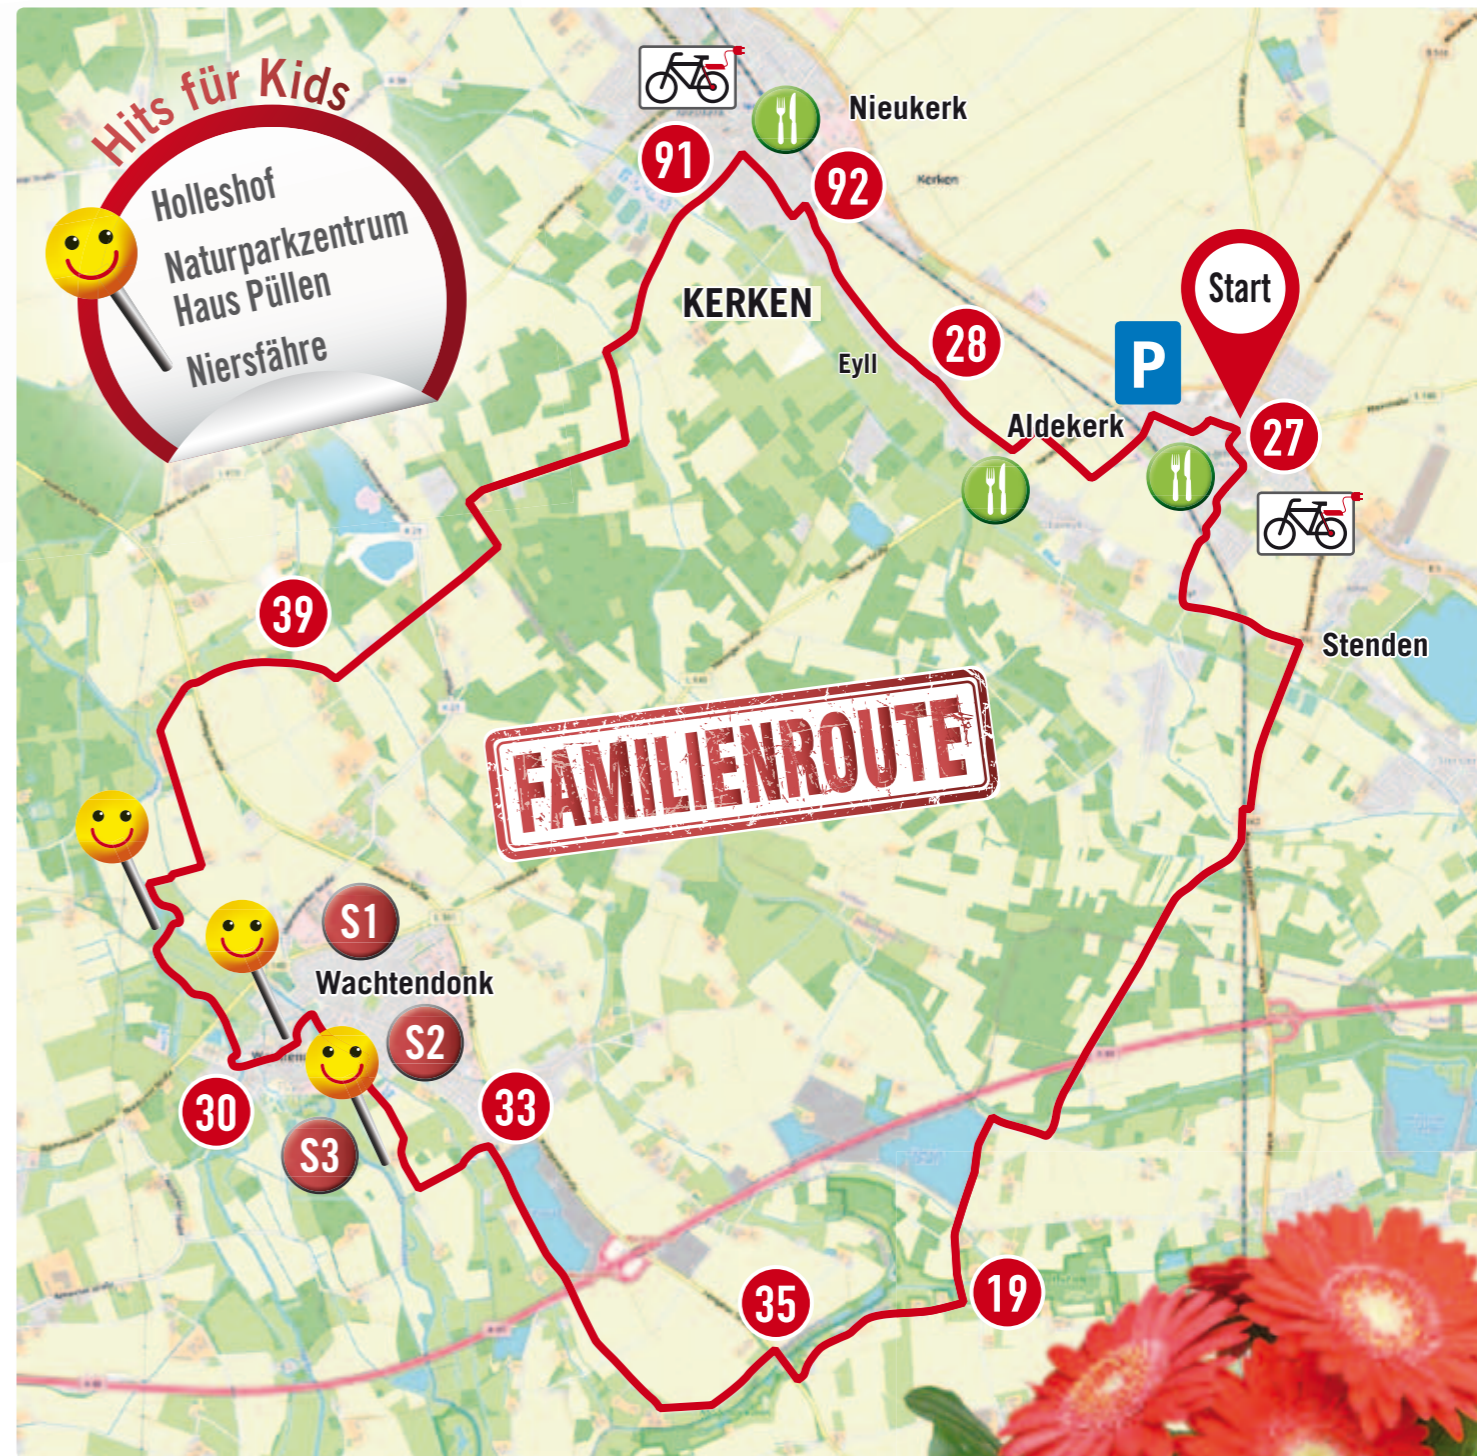 Hits für Kids
Holleshof
Naturparkzentrum
Haus Püllen
Niersfähre
Nieukerk
91
92
Kerken
KERKEN
Start
28
P
Eyll
Aldekerk
27
39
Stenden
FAMILIENROUTE
S1
Wachtendonk
S2
30
33
S3
35
19